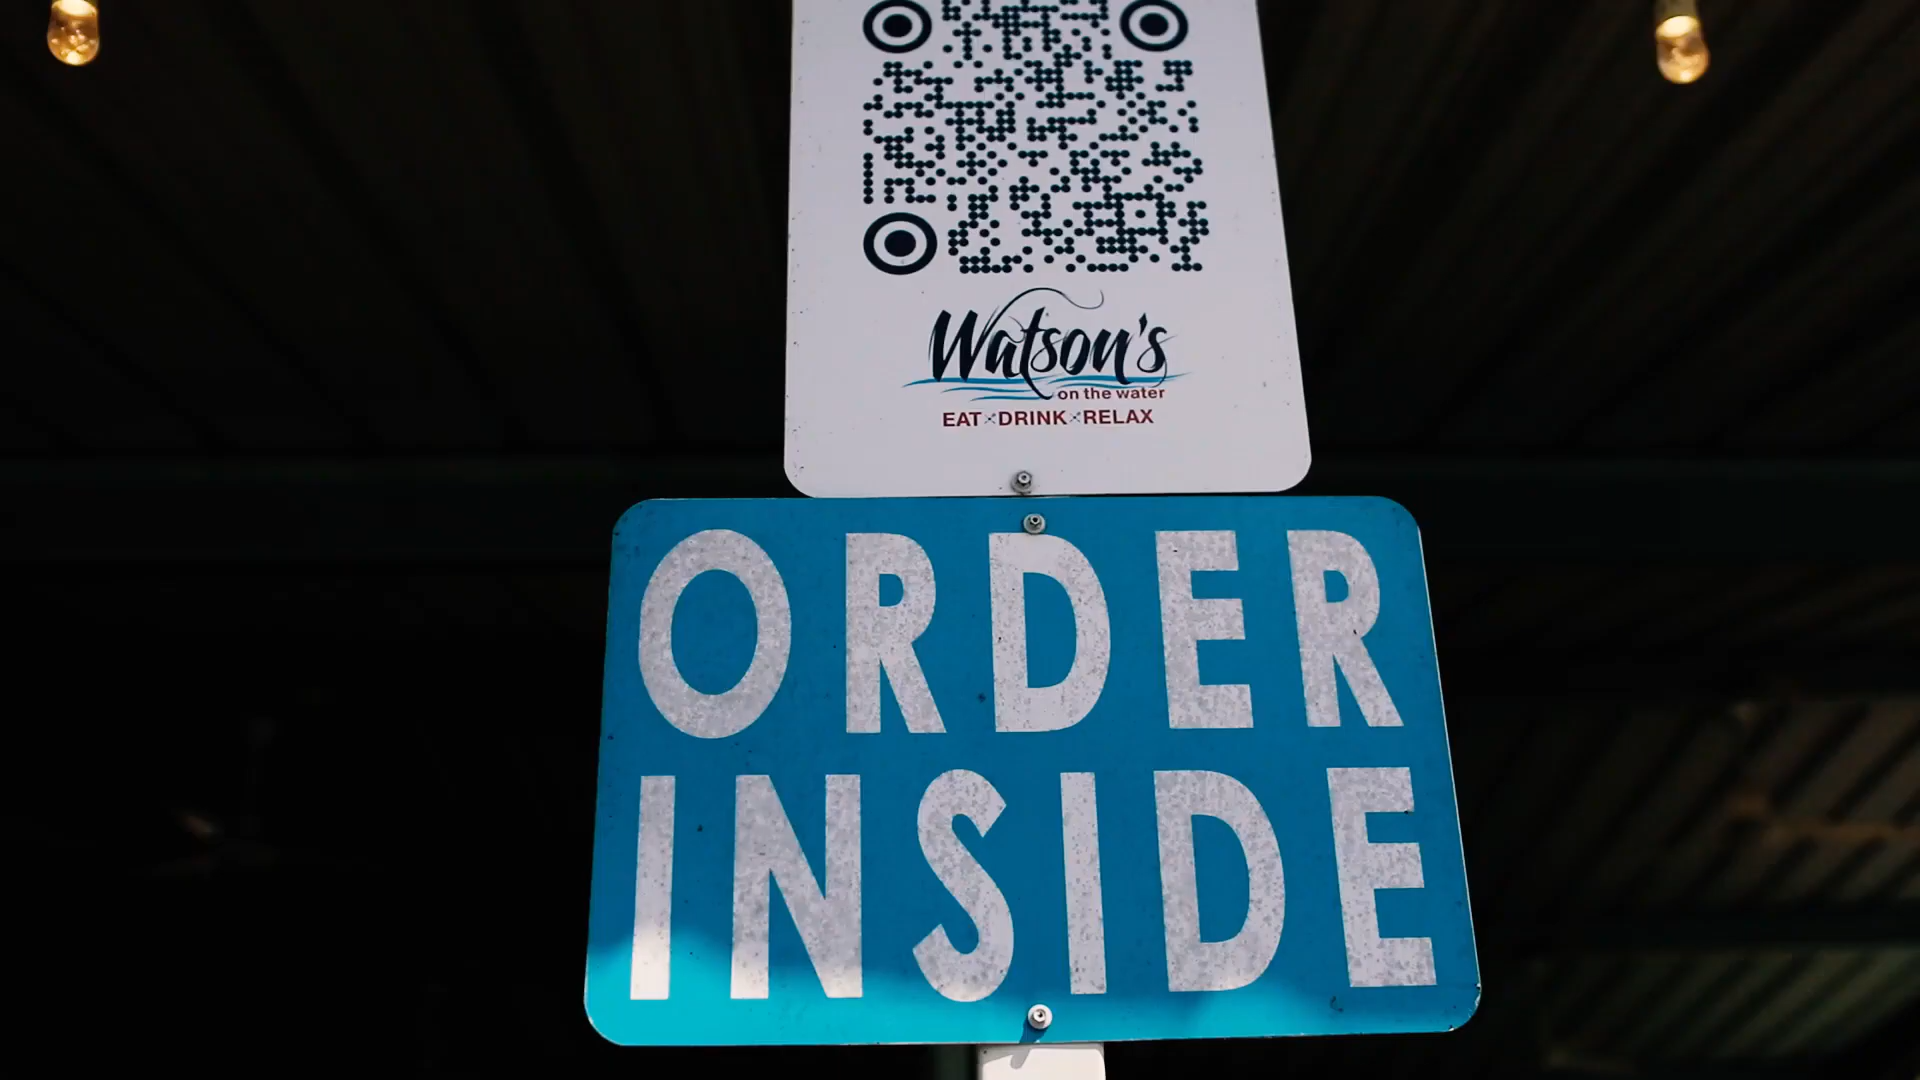 Watson's
on the water
EAT DRINK RELAX
ORDER
INSIDE